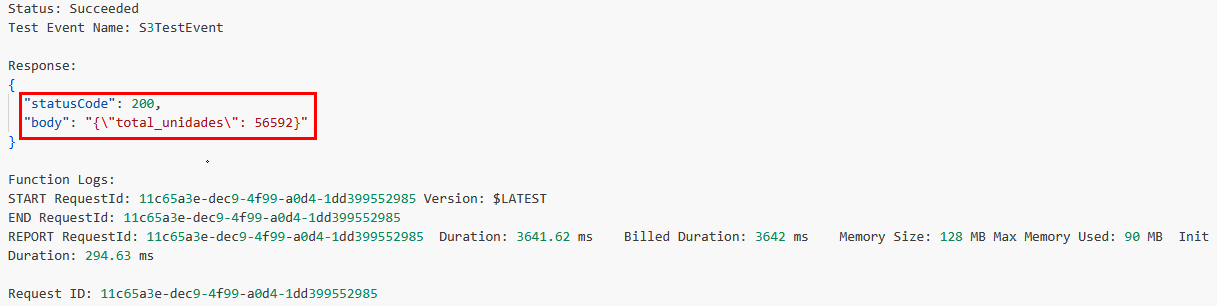 Status: Succeeded
Test Event Name: S3TestEvent
Response:
{
"statusCode": 200,
"body": "{\"total_unidades\": 56592}"
}
Function Logs:
START RequestId: 11c65a3e-dec9-4f99-a0d4-1dd399552985 Version: $LATEST
END RequestId: 11c65a3e-dec9-4f99-a0d4-1dd399552985
REPORT RequestId: 11c65a3e-dec9-4f99-a0d4-1dd399552985  Duration: 3641.62 ms    Billed Duration: 3642 ms    Memory Size: 128 MB Max Memory Used: 90 MB  Init
Duration: 294.63 ms
Request ID: 11c65a3e-dec9-4f99-a0d4-1dd399552985